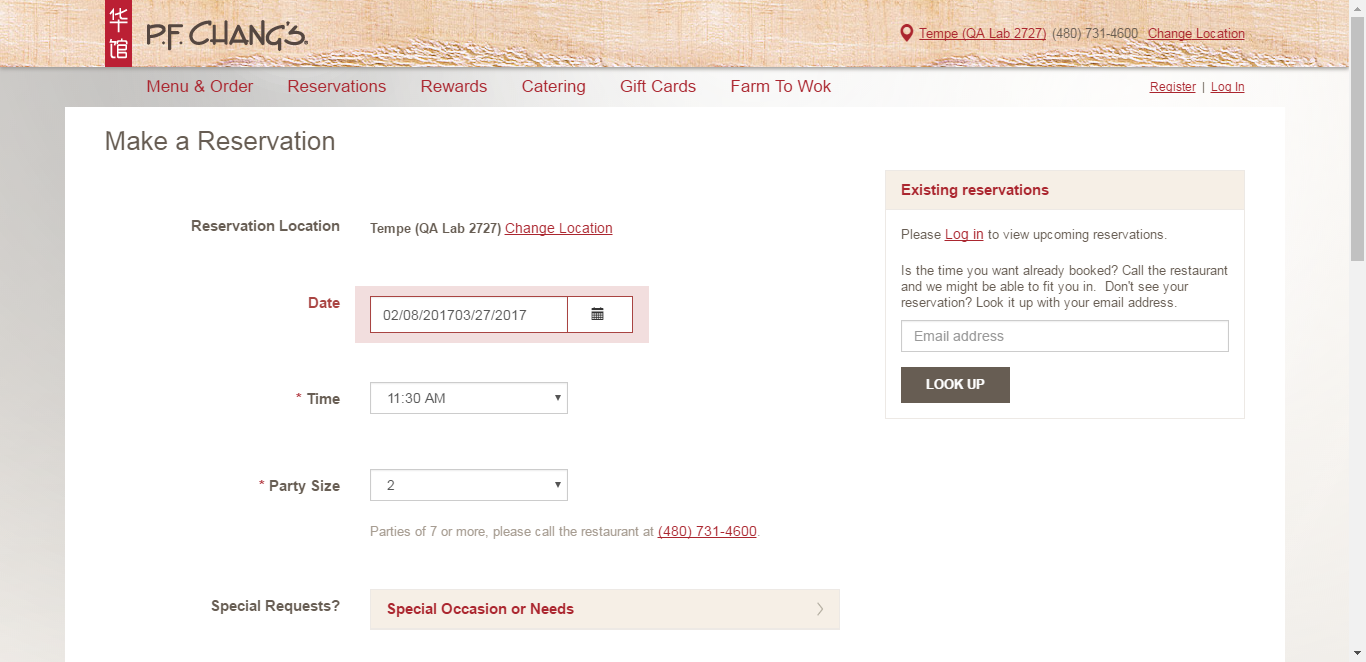 华馆
P.F. CHANG'S.
Tempe (QA Lab 2727) (480) 731-4600 Change Location
Menu & Order Reservations Rewards Catering Gift Cards Farm To Wok
Register | Log In
Make a Reservation
Reservation Location Tempe (QA Lab 2727) Change Location
Date 02/08/201703/27/2017
* Time 11:30 AM
* Party Size 2
Parties of 7 or more, please call the restaurant at (480) 731-4600.
Special Requests? Special Occasion or Needs
Existing reservations
Please Log in to view upcoming reservations.
Is the time you want already booked? Call the restaurant
and we might be able to fit you in. Don't see your
reservation? Look it up with your email address.
Email address
LOOK UP